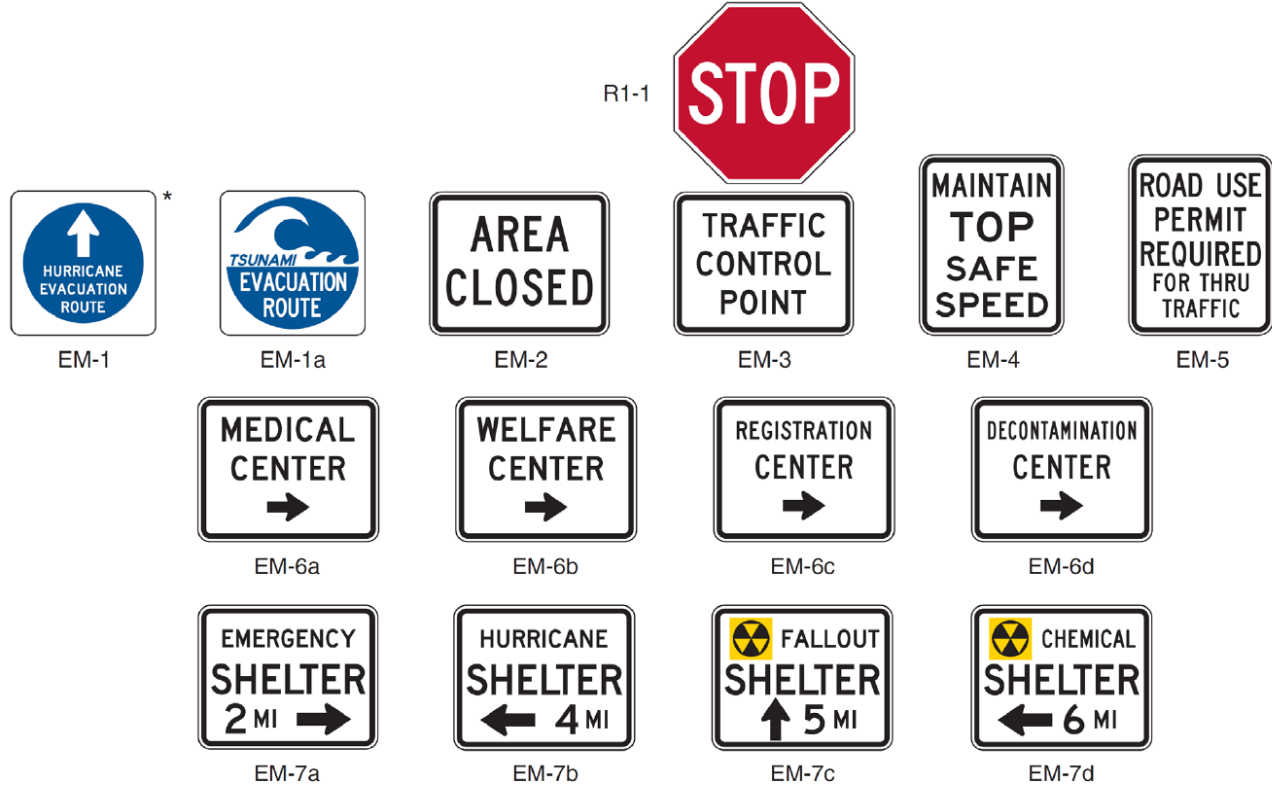 R1-1
STOP
*
HURRICANE
EVACUATION
ROUTE
EM-1
TSUNAMI
EVACUATION
ROUTE
EM-1a
AREA
CLOSED
EM-2
TRAFFIC
CONTROL
POINT
EM-3
MAINTAIN
TOP
SAFE
SPEED
EM-4
ROAD USE
PERMIT
REQUIRED
FOR THRU
TRAFFIC
EM-5
MEDICAL
CENTER
EM-6a
WELFARE
CENTER
EM-6b
REGISTRATION
CENTER
EM-6c
DECONTAMINATION
CENTER
EM-6d
EMERGENCY
SHELTER
2 MI
EM-7a
HURRICANE
SHELTER
4 MI
EM-7b
FALLOUT
SHELTER
5 MI
EM-7c
CHEMICAL
SHELTER
6 MI
EM-7d